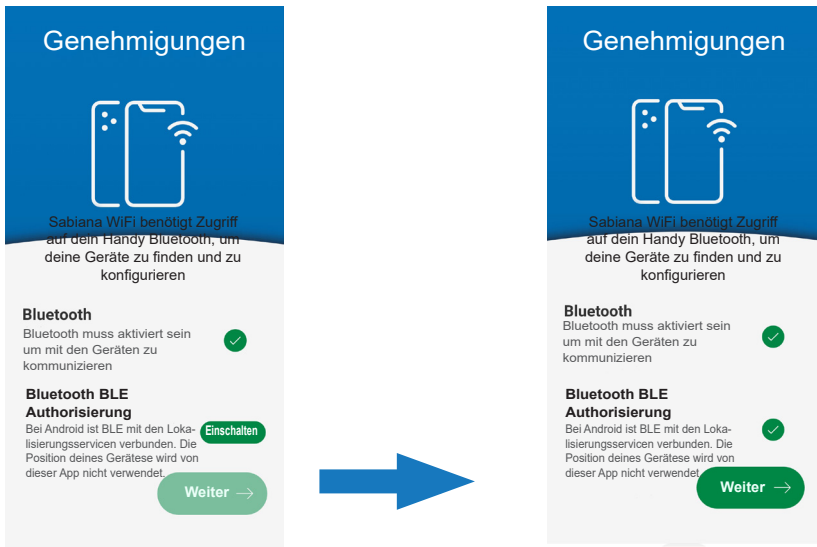 Genehmigungen
Sabiana WiFi benötigt Zugriff
auf dein Handy Bluetooth, um
deine Geräte zu finden und zu
konfigurieren
Bluetooth
Bluetooth muss aktiviert sein
um mit den Geräten zu
kommunizieren
Bluetooth BLE
Authorisierung
Bei Android ist BLE mit den Loka-
lisierungsservicen verbunden. Die
Position deines Gerätese wird von
dieser App nicht verwendet.
Einschalten
Weiter
Genehmigungen
Sabiana WiFi benötigt Zugriff
auf dein Handy Bluetooth, um
deine Geräte zu finden und zu
konfigurieren
Bluetooth
Bluetooth muss aktiviert sein
um mit den Geräten zu
kommunizieren
Bluetooth BLE
Authorisierung
Bei Android ist BLE mit den Loka-
lisierungsservicen verbunden. Die
Position deines Gerätese wird von
dieser App nicht verwendet.
Weiter